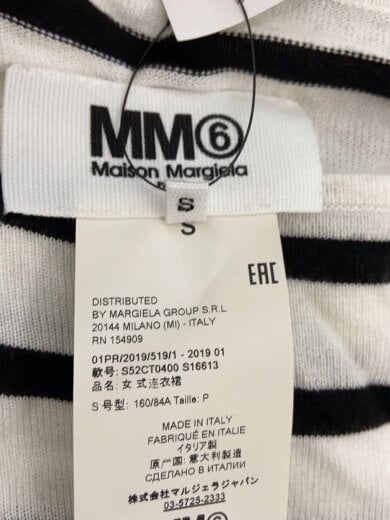 MM⑥
Maison Margiela
S
S
EAC
DISTRIBUTED
BY MARGIELA GROUP S.R.L.
20144 MILANO (MI) - ITALY
RN 154909
01PR/2019/519/1 - 2019 01
款号: S52CT0400 S16613
品名: 女 式连衣裙
S 号型: 160/84A Taille: P
MADE IN ITALY
FABRIQUÉ EN ITALIE
イタリア製
原产国: 意大利制造
СДЕЛАНО В ИТАЛИИ
株式会社マルジェラジャパン
03-5725-2333
MM⑥